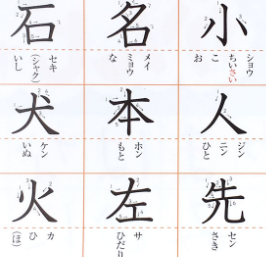 小
ショウ
ちいさい
こ
お
名
メイ
ミョウ
な
石
セキ
(シャク)
いし
人
ジン
ニン
ひと
本
ホン
もと
犬
ケン
いぬ
先
セン
さき
左
サ
ひだり
火
カ
ひ
(ほ)